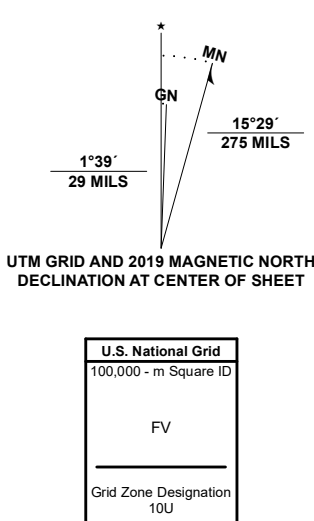 MN
GN
1°39´
29 MILS
15°29´
275 MILS
UTM GRID AND 2019 MAGNETIC NORTH
DECLINATION AT CENTER OF SHEET
U.S. National Grid
100,000 - m Square ID
FV
Grid Zone Designation
10U